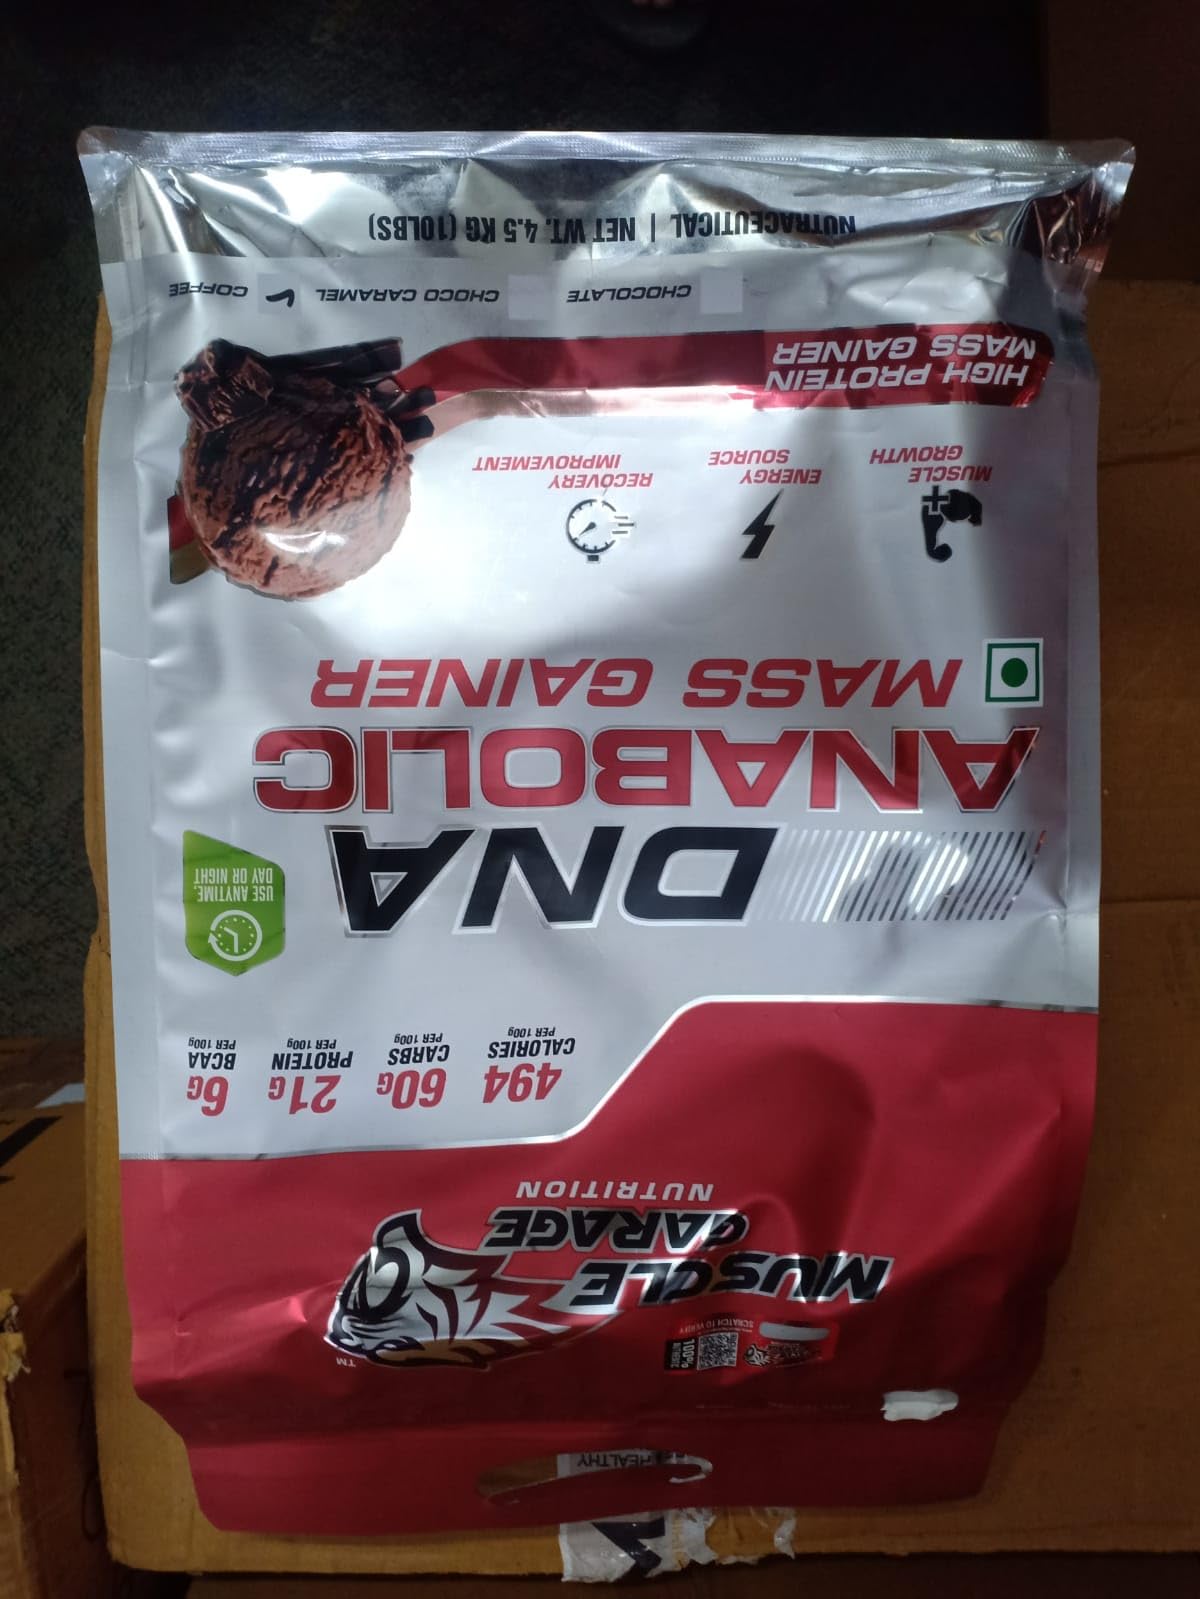 HEALTHY
100%
AUTHENTIC
SCRATCH TO VERIFY
TM
MUSCLE
GARAGE
NUTRITION
494 60G 21G 6G
CALORIES CARBS PROTEIN BCAA
PER 100g PER 100g PER 100g PER 100g
USE ANYTIME,
DAY OR NIGHT
DNA
ANABOLIC
MASS GAINER
MUSCLE
GROWTH
ENERGY
SOURCE
RECOVERY
IMPROVEMENT
HIGH PROTEIN
MASS GAINER
CHOCOLATE CHOCO CARAMEL COFFEE
NUTRACEUTICAL | NET WT. 4.5 KG (10LBS)